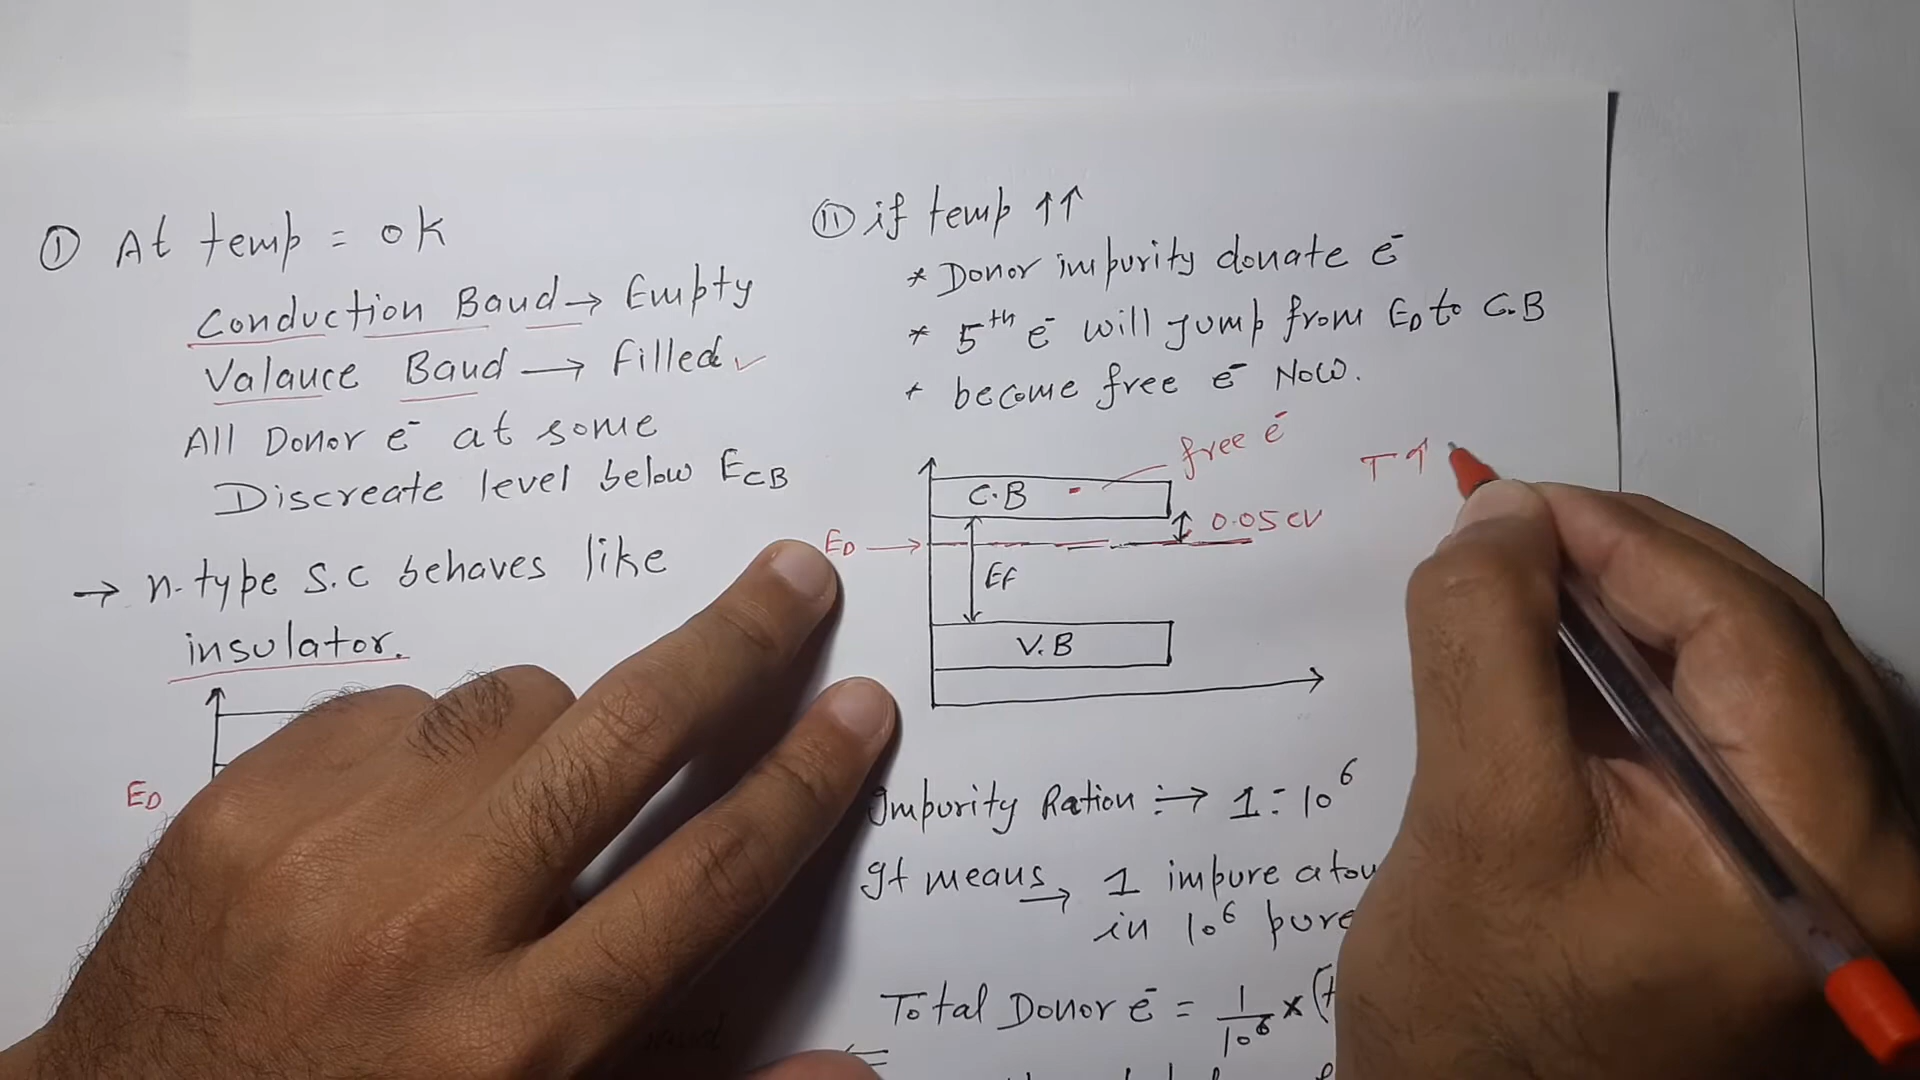 ① At temp = 0K
Conduction Band → Empty
Valance Band → filled ✓
All Donor e⁻ at some
Discreate level below ECB
→ n-type S.C behaves like
insulator.
ED
⑪ if temp ↑↑
* Donor impurity donate e⁻
* 5th e⁻ will Jump from ED to C.B
* become free e⁻ Now.
free e⁻
T↑
C.B
0.05 eV
ED →
Ef
V.B
Impurity Ration :→ 1:10⁶
It means → 1 impure atom
in 10⁶ pure
Total Donor e⁻ = 1/10⁶ × (